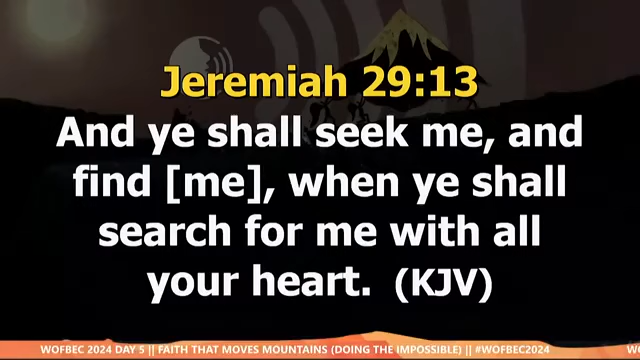 Jeremiah 29:13
And ye shall seek me, and
find [me], when ye shall
search for me with all
your heart. (KJV)
WOFBEC 2024 DAY 5 || FAITH THAT MOVES MOUNTAINS (DOING THE IMPOSSIBLE) || #WOFBEC2024